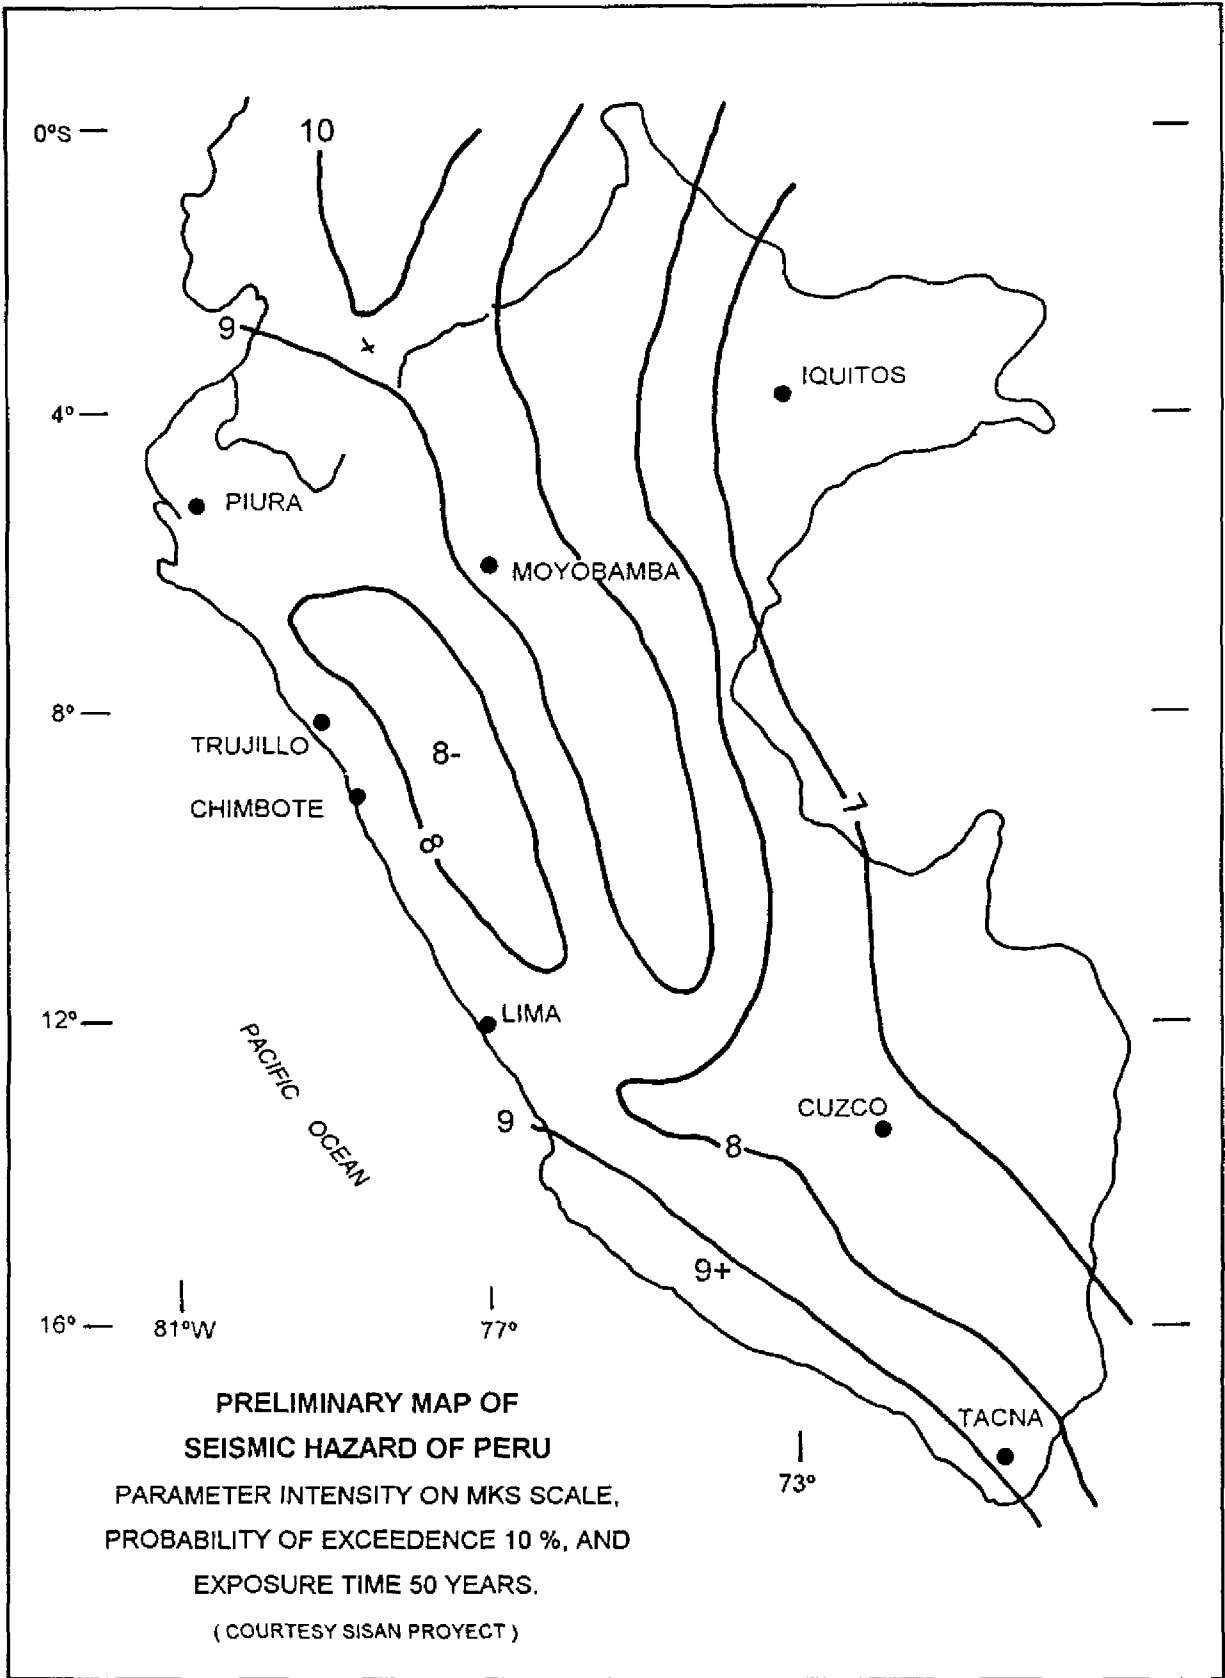 0°S
10
9
IQUITOS
4°
PIURA
MOYOBAMBA
8°
TRUJILLO
8-
CHIMBOTE
7
8
12°
LIMA
PACIFIC OCEAN
9
CUZCO
8
9+
16°
81°W
77°
PRELIMINARY MAP OF
SEISMIC HAZARD OF PERU
PARAMETER INTENSITY ON MKS SCALE,
PROBABILITY OF EXCEEDENCE 10 %, AND
EXPOSURE TIME 50 YEARS.
( COURTESY SISAN PROYECT )
TACNA
73°